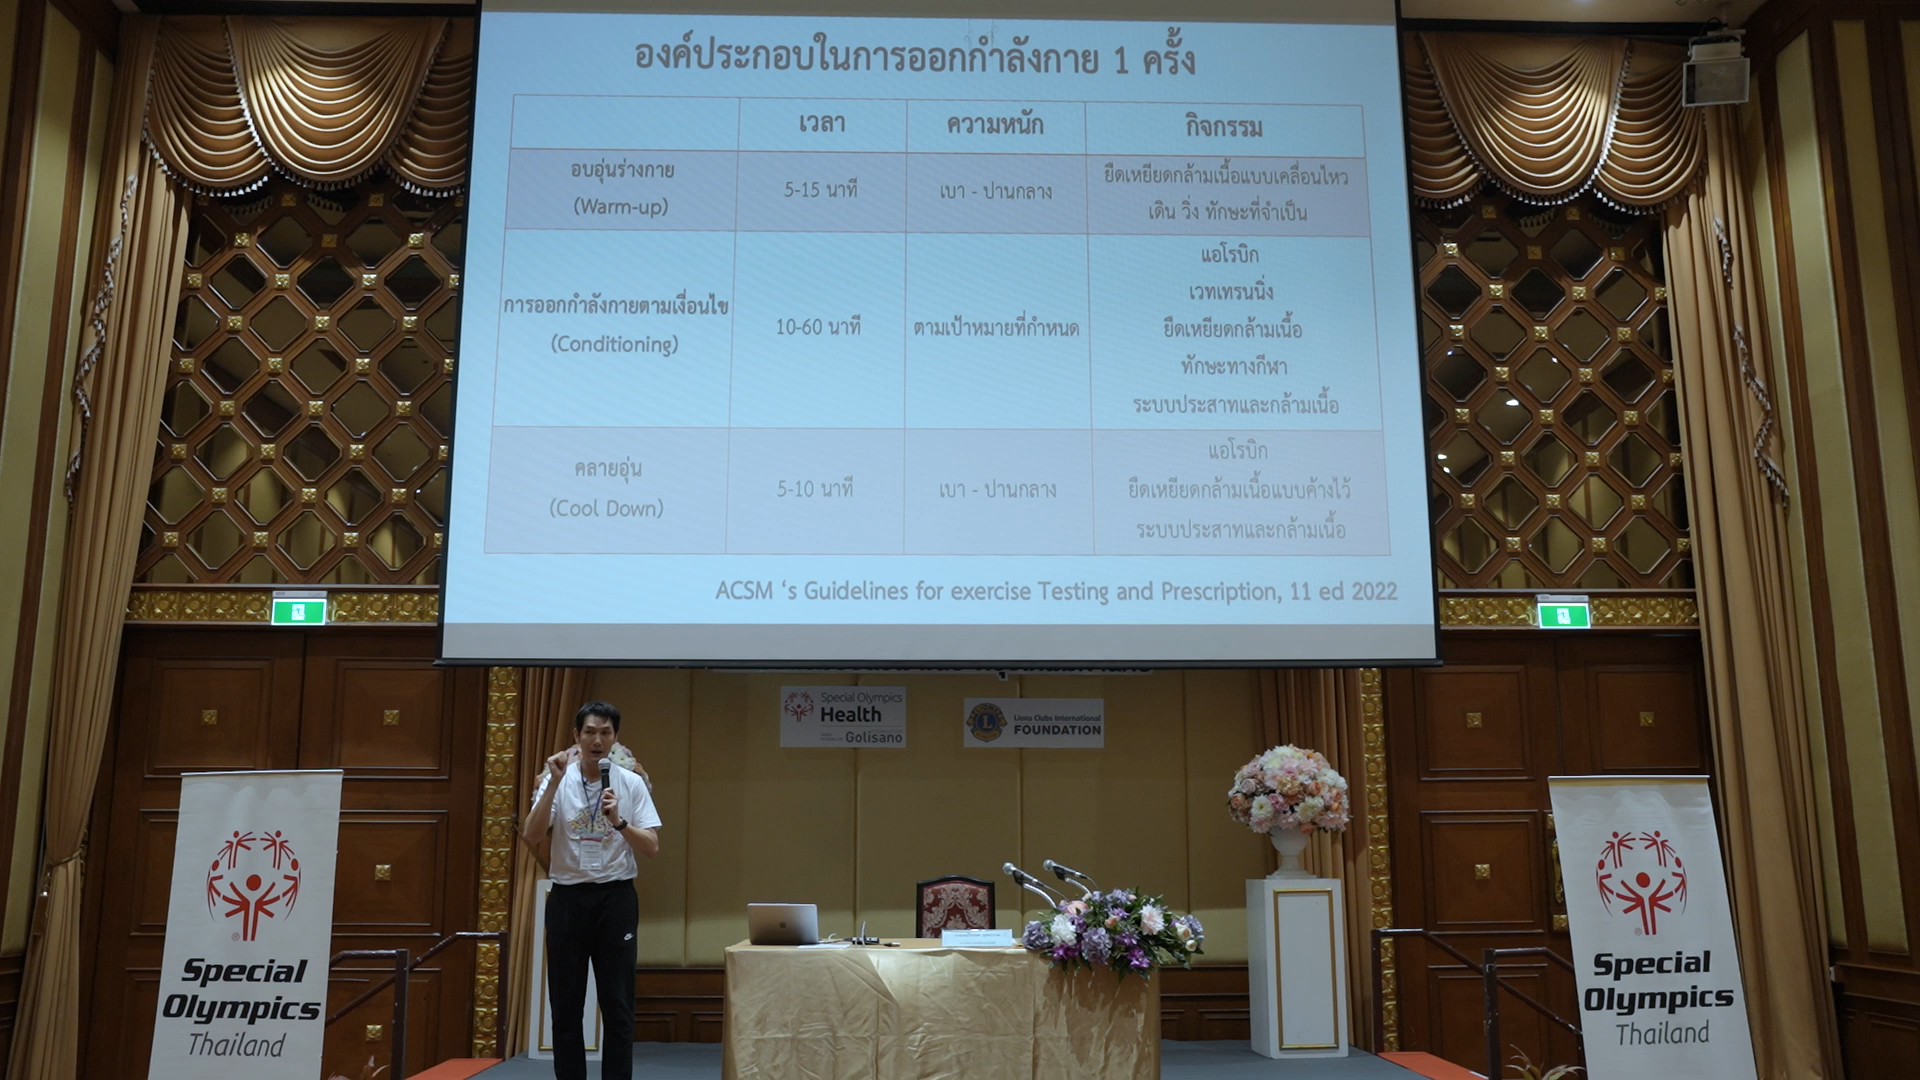 องค์ประกอบในการออกกำลังกาย 1 ครั้ง
เวลา
ความหนัก
กิจกรรม
อบอุ่นร่างกาย
(Warm-up)
5-15 นาที
เบา - ปานกลาง
ยืดเหยียดกล้ามเนื้อแบบเคลื่อนไหว
เดิน วิ่ง ทักษะที่จำเป็น
การออกกำลังกายตามเงื่อนไข
(Conditioning)
10-60 นาที
ตามเป้าหมายที่กำหนด
แอโรบิก
เวทเทรนนิ่ง
ยืดเหยียดกล้ามเนื้อ
ทักษะทางกีฬา
ระบบประสาทและกล้ามเนื้อ
คลายอุ่น
(Cool Down)
5-10 นาที
เบา - ปานกลาง
แอโรบิก
ยืดเหยียดกล้ามเนื้อแบบค้างไว้
ระบบประสาทและกล้ามเนื้อ
ACSM ‘s Guidelines for exercise Testing and Prescription, 11 ed 2022
Special Olympics
Health
Golisano
Lions Clubs International
FOUNDATION
Special
Olympics
Thailand
Special
Olympics
Thailand